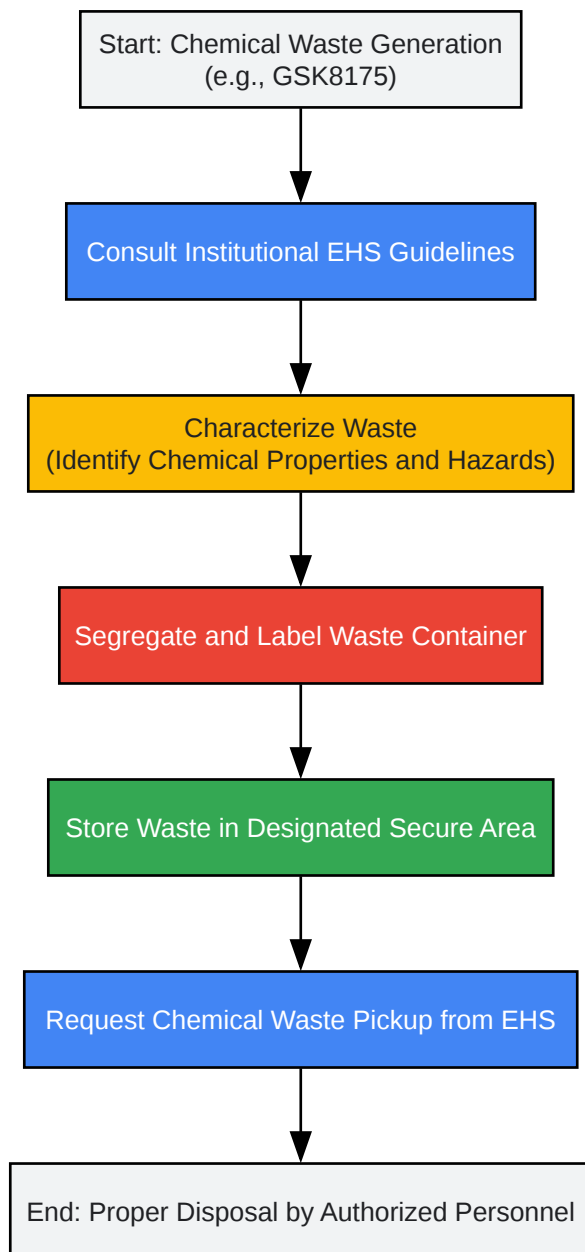 Start: Chemical Waste Generation
(e.g., GSK8175)
Consult Institutional EHS Guidelines
Characterize Waste
(Identify Chemical Properties and Hazards)
Segregate and Label Waste Container
Store Waste in Designated Secure Area
Request Chemical Waste Pickup from EHS
End: Proper Disposal by Authorized Personnel